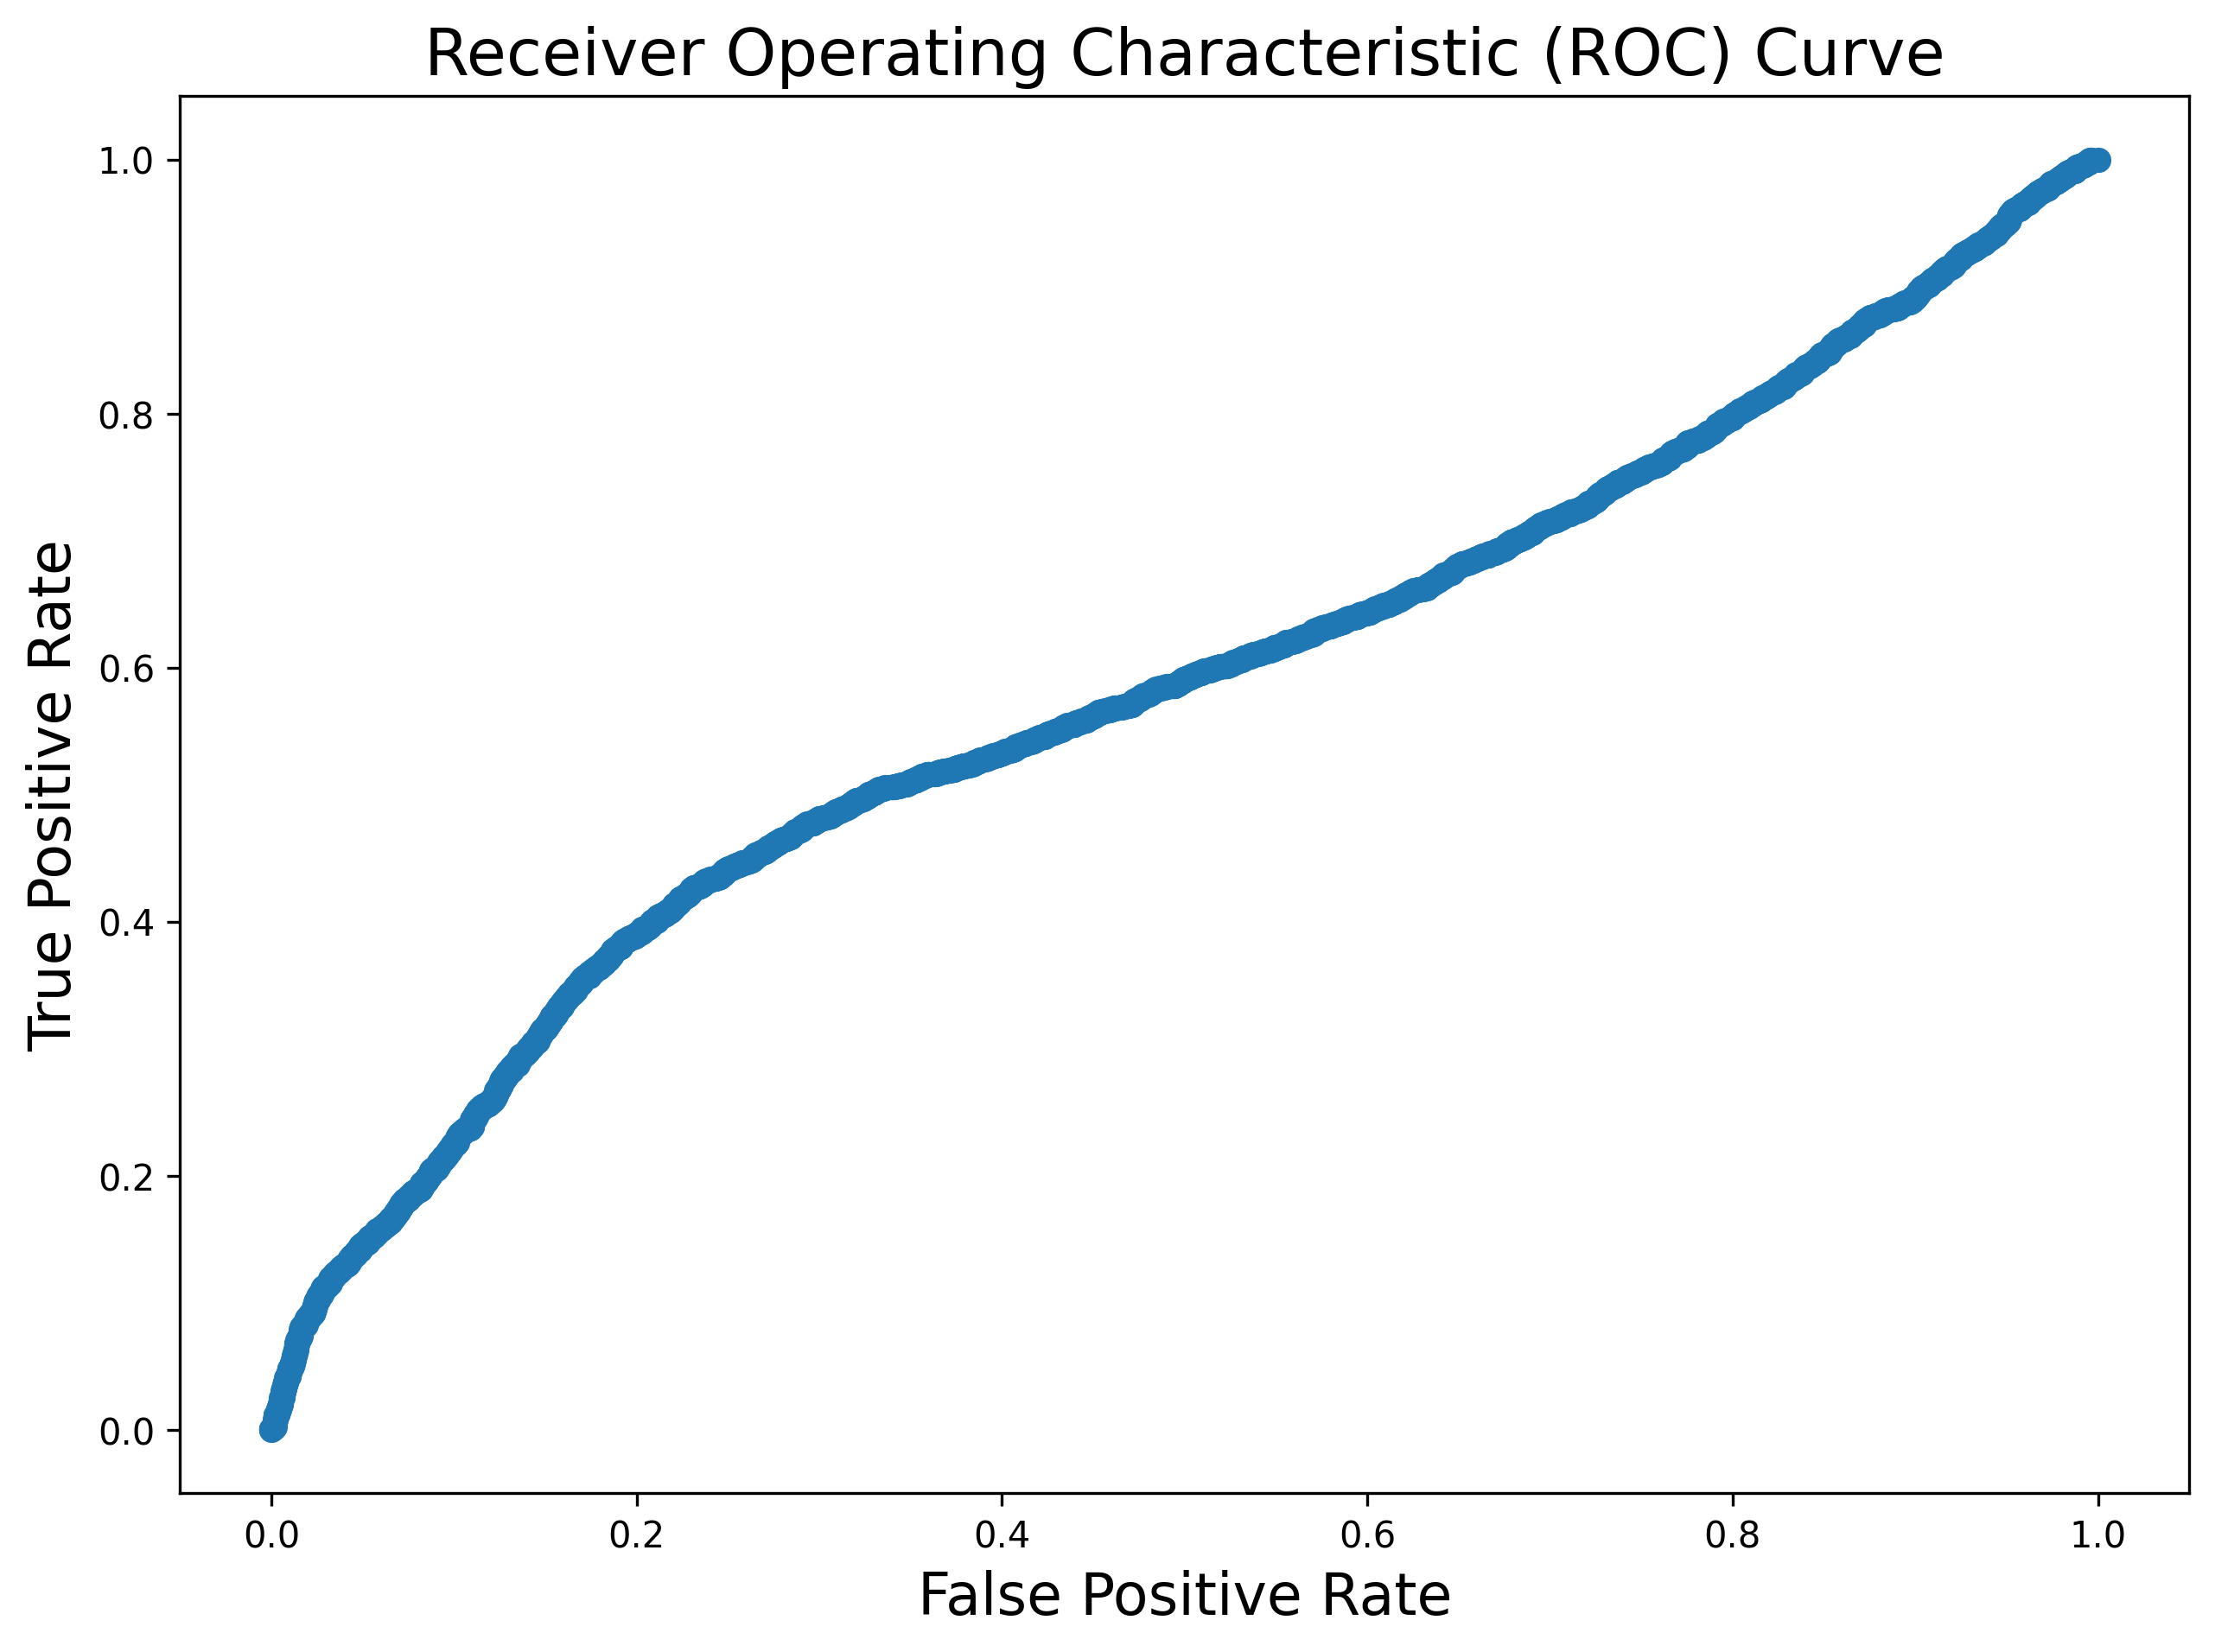 Receiver Operating Characteristic (ROC) Curve
True Positive Rate
1.0
0.8
0.6
0.4
0.2
0.0
0.0 0.2 0.4 0.6 0.8 1.0
False Positive Rate